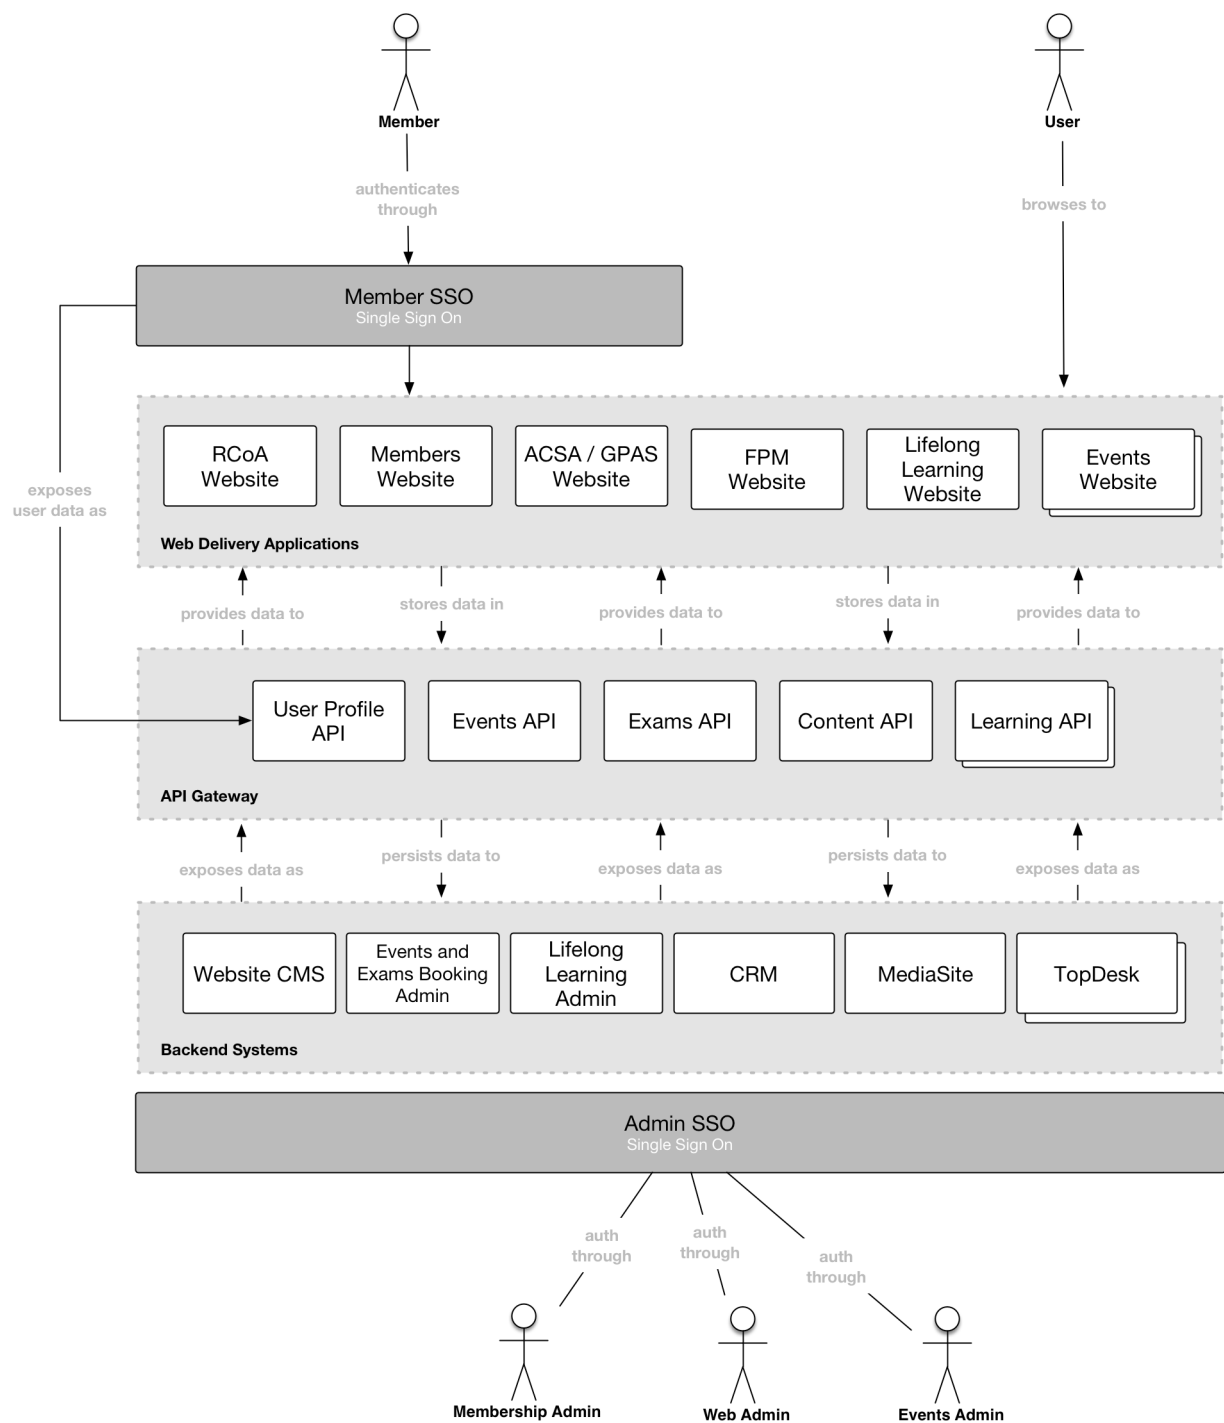 Member
User
authenticates
through
browses to
Member SSO
Single Sign On
exposes
user data as
RCoA
Website
Members
Website
ACSA / GPAS
Website
FPM
Website
Lifelong
Learning
Website
Events
Website
Web Delivery Applications
provides data to
stores data in
provides data to
stores data in
provides data to
User Profile
API
Events API
Exams API
Content API
Learning API
API Gateway
exposes data as
persists data to
exposes data as
persists data to
exposes data as
Website CMS
Events and
Exams Booking
Admin
Lifelong
Learning
Admin
CRM
MediaSite
TopDesk
Backend Systems
Admin SSO
Single Sign On
auth
through
auth
through
auth
through
Membership Admin
Web Admin
Events Admin